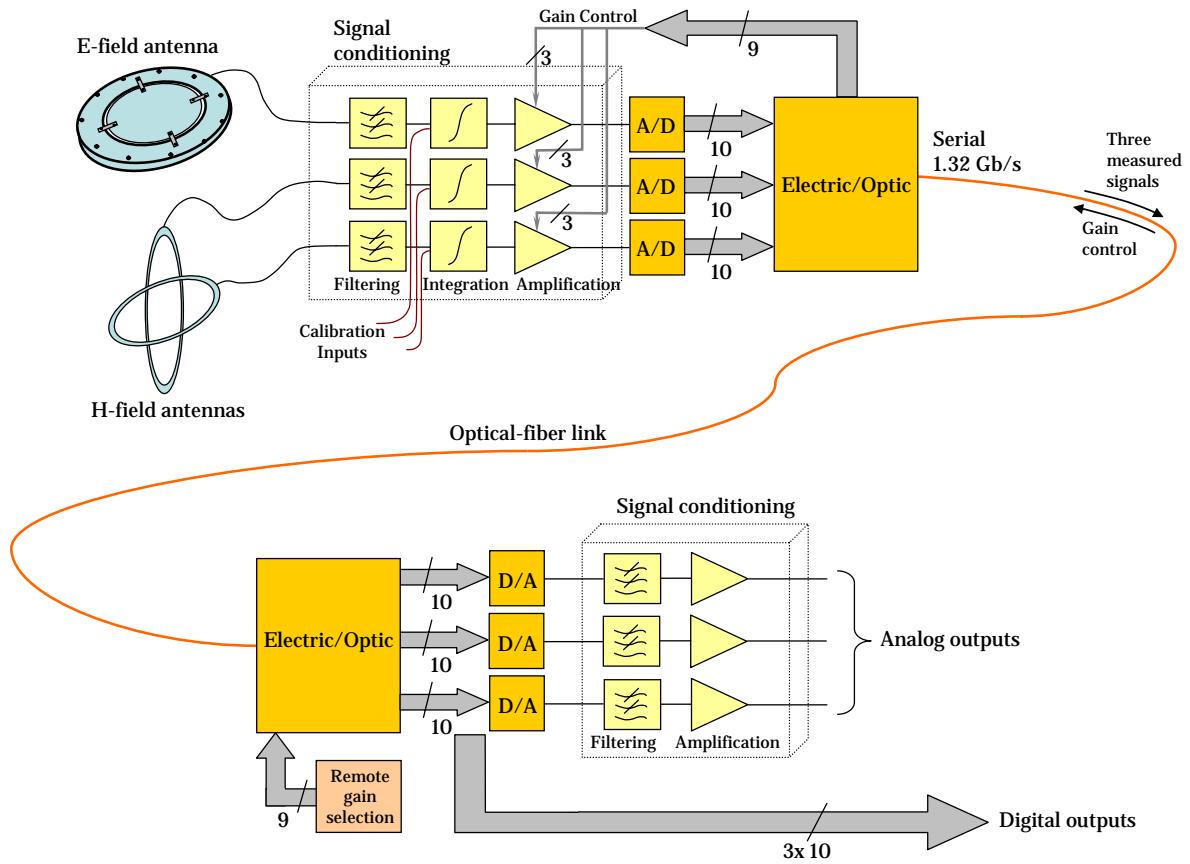 E-field antenna
Signal
conditioning
Gain Control
3
9
A/D
10
3
A/D
10
3
A/D
10
Electric/Optic
Serial
1.32 Gb/s
Three
measured
signals
Gain
control
Filtering
Integration
Amplification
Calibration
Inputs
H-field antennas
Optical-fiber link
Signal conditioning
Electric/Optic
10
D/A
10
D/A
10
D/A
Filtering
Amplification
Analog outputs
Remote
gain
selection
9
3x 10
Digital outputs